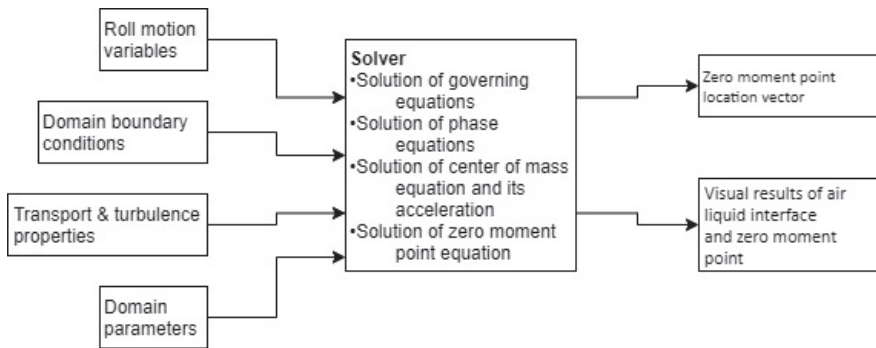 Roll motion
variables
Domain boundary
conditions
Transport & turbulence
properties
Domain
parameters
Solver
•Solution of governing
equations
•Solution of phase
equations
•Solution of center of mass
equation and its
acceleration
•Solution of zero moment
point equation
Zero moment point
location vector
Visual results of air
liquid interface
and zero moment
point